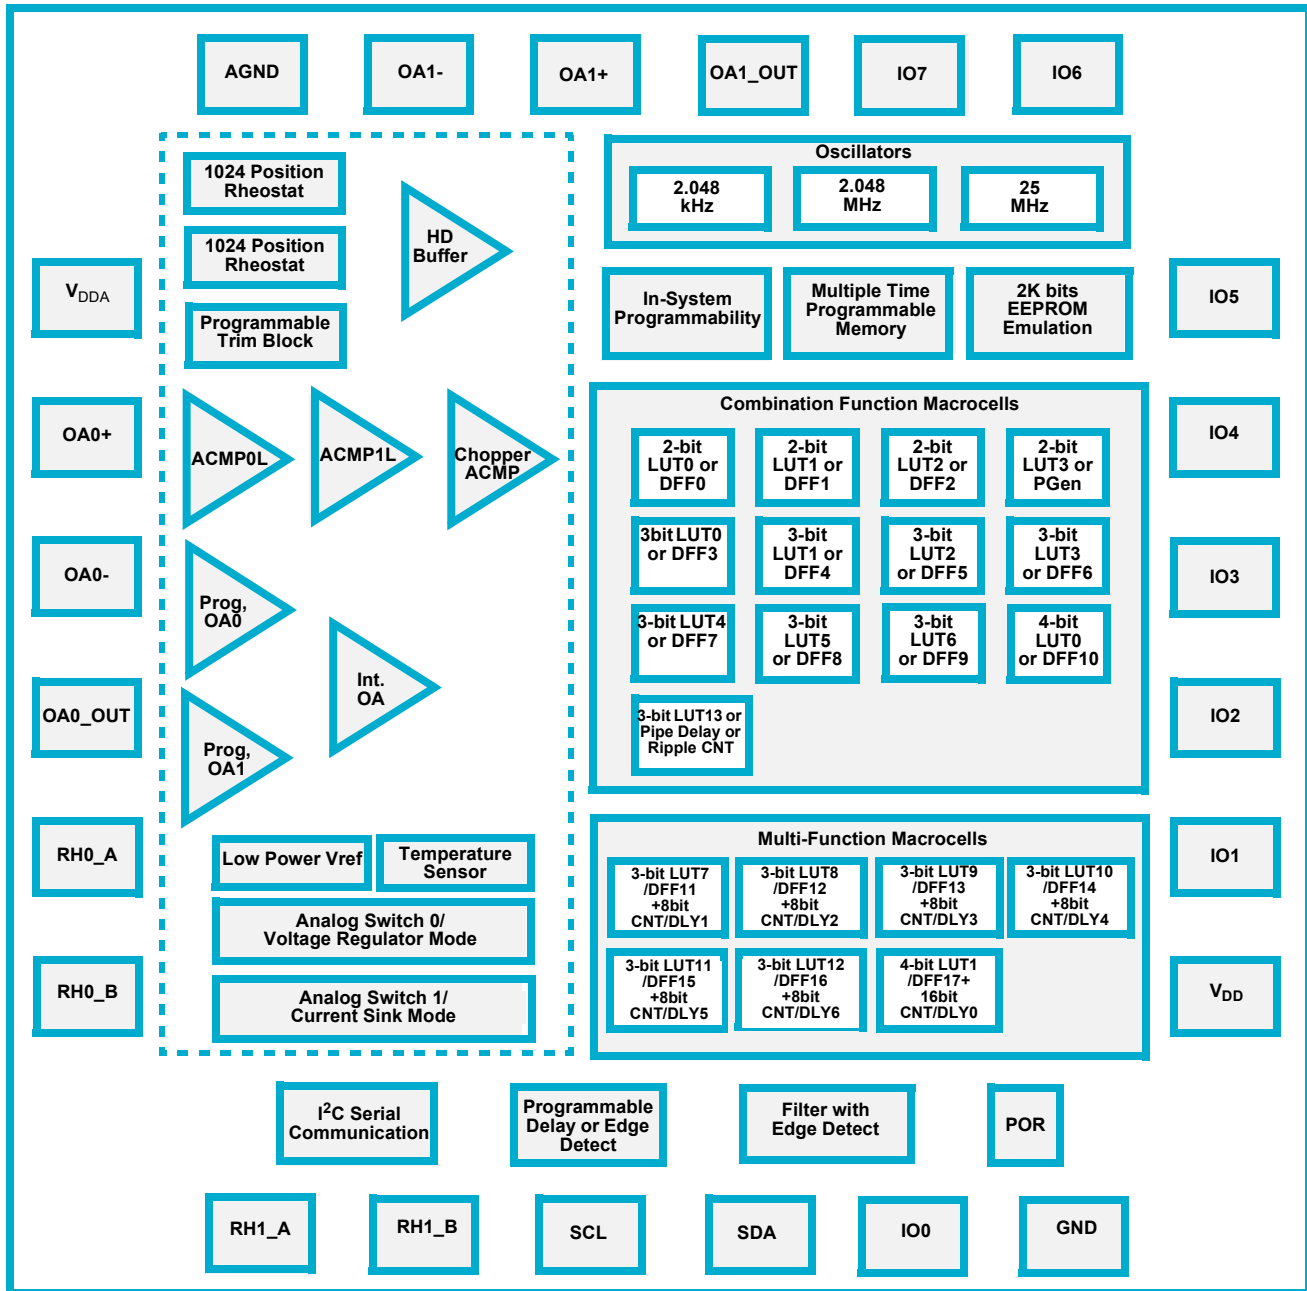 AGND
OA1-
OA1+
OA1_OUT
IO7
IO6
1024 Position
Rheostat
1024 Position
Rheostat
Programmable
Trim Block
HD
Buffer
Oscillators
2.048
kHz
2.048
MHz
25
MHz
In-System
Programmability
Multiple Time
Programmable
Memory
2K bits
EEPROM
Emulation
VDDA
OA0+
OA0-
OA0_OUT
RH0_A
RH0_B
ACMP0L
ACMP1L
Chopper
ACMP
Prog,
OA0
Int.
OA
Prog,
OA1
Low Power Vref
Temperature
Sensor
Analog Switch 0/
Voltage Regulator Mode
Analog Switch 1/
Current Sink Mode
Combination Function Macrocells
2-bit
LUT0 or
DFF0
2-bit
LUT1 or
DFF1
2-bit
LUT2 or
DFF2
2-bit
LUT3 or
PGen
3bit LUT0
or DFF3
3-bit
LUT1 or
DFF4
3-bit
LUT2
or DFF5
3-bit
LUT3
or DFF6
3-bit LUT4
or DFF7
3-bit
LUT5
or DFF8
3-bit
LUT6
or DFF9
4-bit
LUT0
or DFF10
3-bit LUT13 or
Pipe Delay or
Ripple CNT
Multi-Function Macrocells
3-bit LUT7
/DFF11
+8bit
CNT/DLY1
3-bit LUT8
/DFF12
+8bit
CNT/DLY2
3-bit LUT9
/DFF13
+8bit
CNT/DLY3
3-bit LUT10
/DFF14
+8bit
CNT/DLY4
3-bit LUT11
/DFF15
+8bit
CNT/DLY5
3-bit LUT12
/DFF16
+8bit
CNT/DLY6
4-bit LUT1
/DFF17+
16bit
CNT/DLY0
IO5
IO4
IO3
IO2
IO1
VDD
I2C Serial
Communication
Programmable
Delay or Edge
Detect
Filter with
Edge Detect
POR
RH1_A
RH1_B
SCL
SDA
IO0
GND